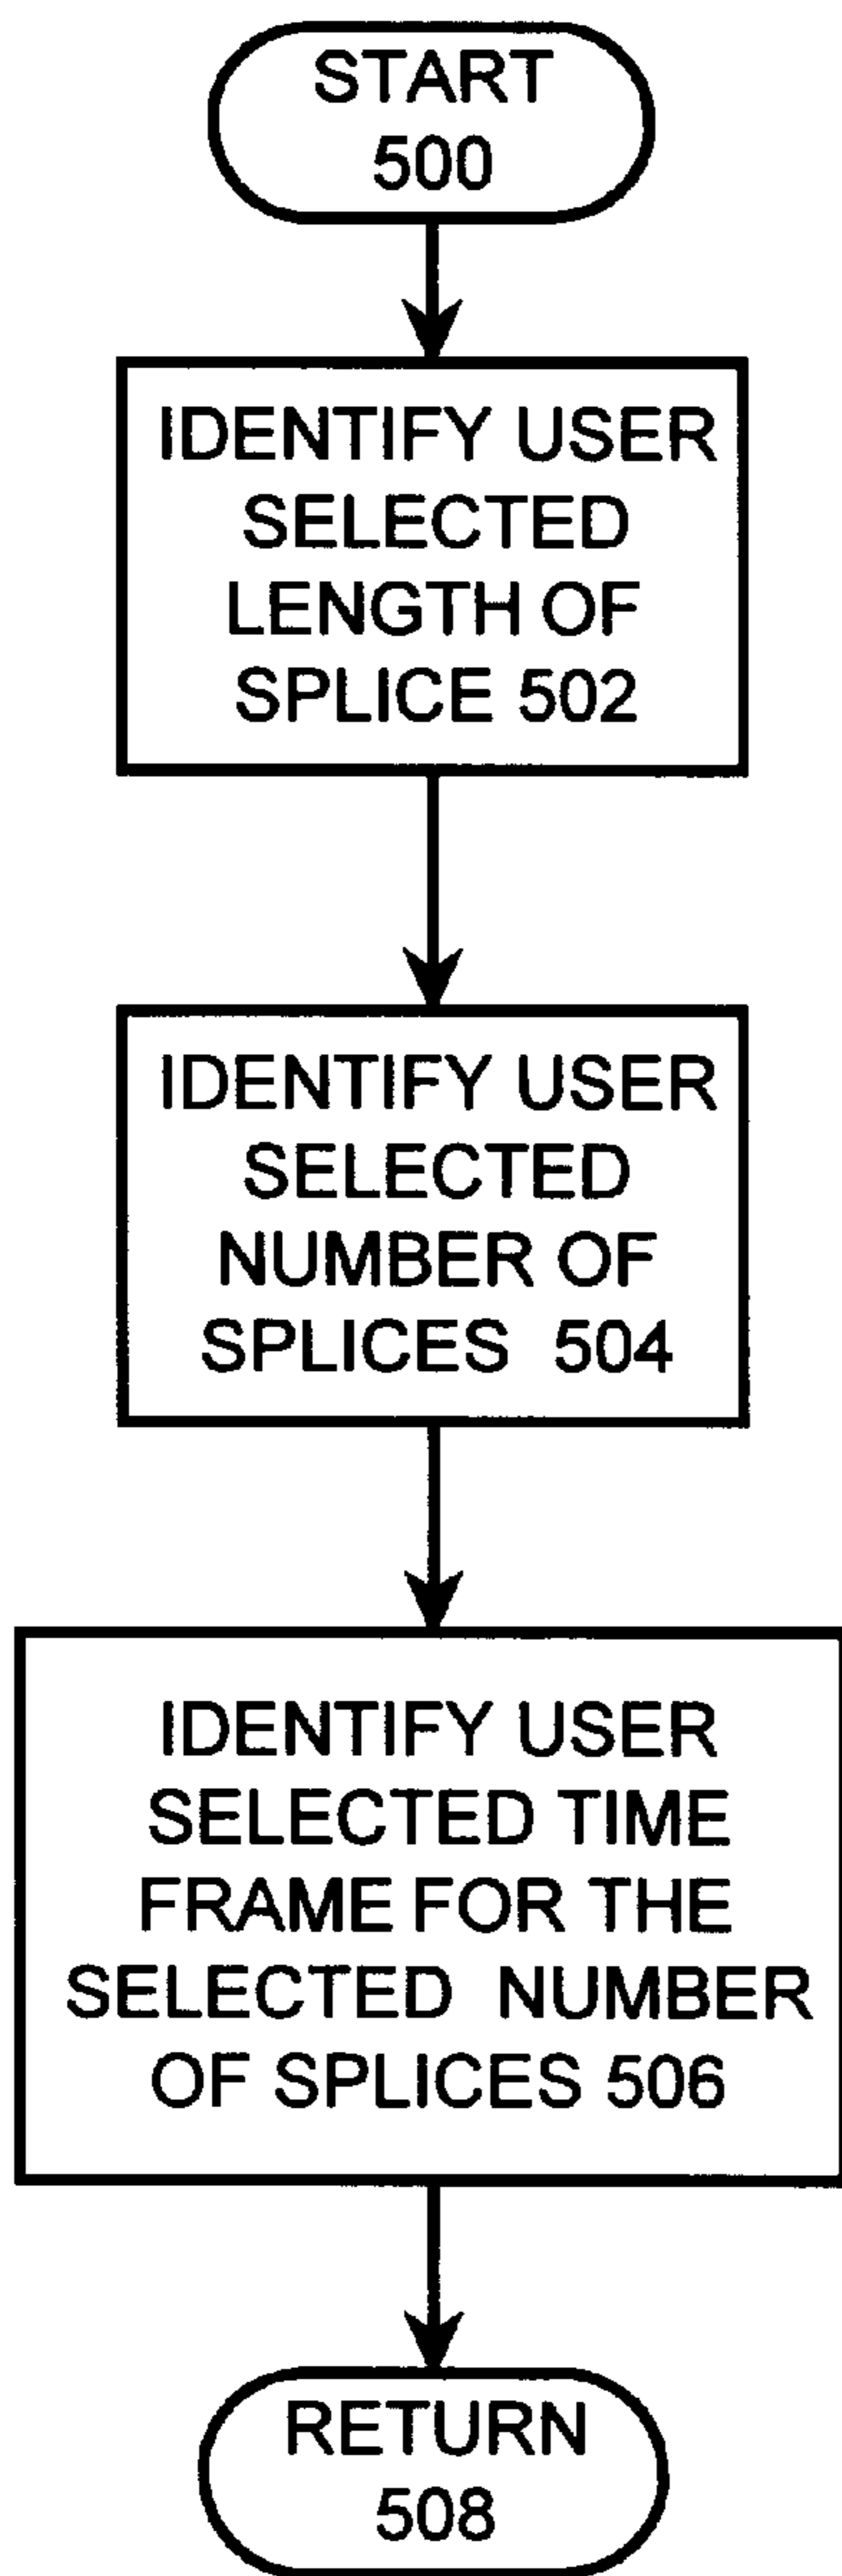 START
500
IDENTIFY USER
SELECTED
LENGTH OF
SPLICE 502
IDENTIFY USER
SELECTED
NUMBER OF
SPLICES 504
IDENTIFY USER
SELECTED TIME
FRAME FOR THE
SELECTED NUMBER
OF SPLICES 506
RETURN
508